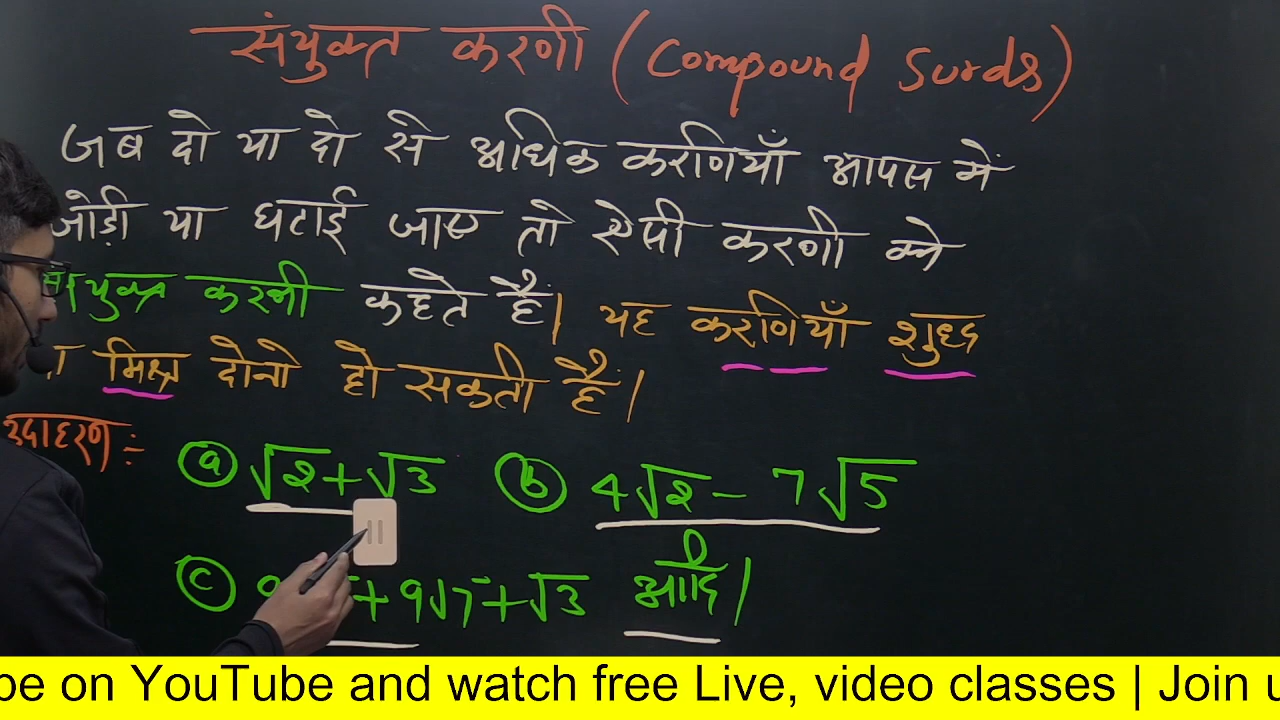 संयुक्त करणी (Compound Surds)
जब दो या दो से अधिक करणियाँ आपस में
जोड़ी या घटाई जाए तो ऐसी करणी को
संयुक्त करनी कहते हैं। यह करणियाँ शुद्ध
मिश्र दोनो हो सकती हैं।
उदाहरण :- (a) √2+√3 (b) 4√2 - 7√5
(c) + 9√7 + √3 आदि।
be on YouTube and watch free Live, video classes | Join u